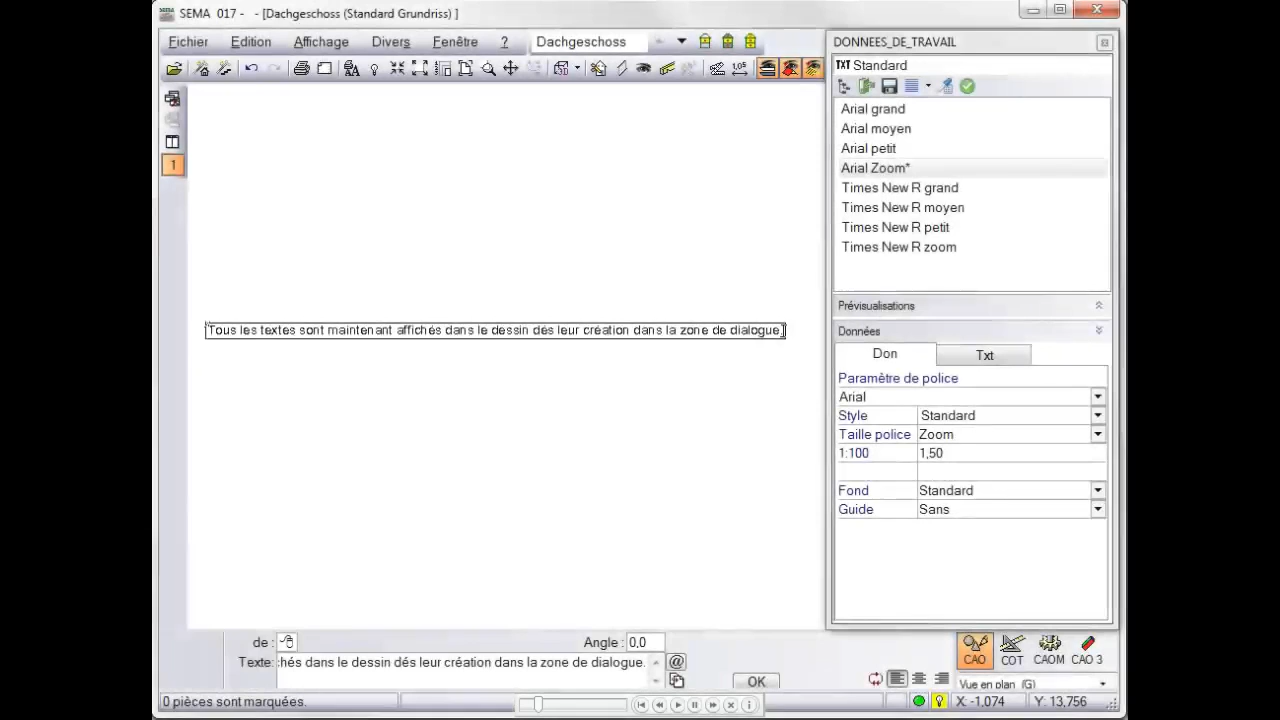 SEMA 017 - - [Dachgeschoss (Standard Grundriss) ]
Fichier Edition Affichage Divers Fenêtre ? Dachgeschoss
DONNEES_DE_TRAVAIL
TXT Standard
Arial grand
Arial moyen
Arial petit
Arial Zoom*
Times New R grand
Times New R moyen
Times New R petit
Times New R zoom
1
Prévisualisations
Tous les textes sont maintenant affichés dans le dessin dés leur création dans la zone de dialogue.
Données
Don Txt
Paramètre de police
Arial
Style Standard
Taille police Zoom
1:100 1,50
Fond Standard
Guide Sans
de : Angle : 0,0
Texte: :hés dans le dessin dés leur création dans la zone de dialogue. @
OK
CAO COT CAOM CAO 3
Vue en plan (G)
0 pièces sont marquées. X: -1,074 Y: 13,756